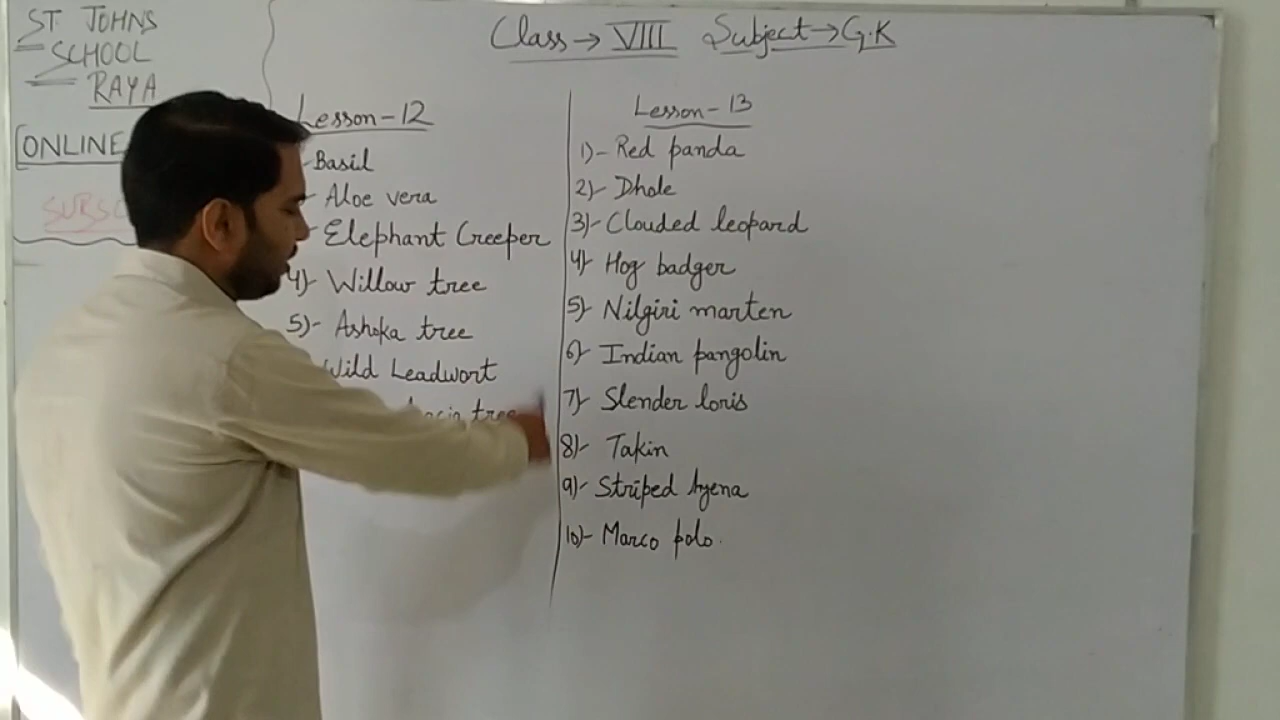 ST JOHNS
SCHOOL
RAYA
ONLINE
Class → VIII Subject → G.K
Lesson-12
Basil
Aloe vera
Elephant Creeper
4)- Willow tree
5)- Ashoka tree
Wild Leadwort
tree
Lesson-13
1)- Red panda
2)- Dhole
3)- Clouded leopard
4)- Hog badger
5)- Nilgiri marten
6)- Indian pangolin
7)- Slender loris
8)- Takin
9)- Striped hyena
10)- Marco polo.